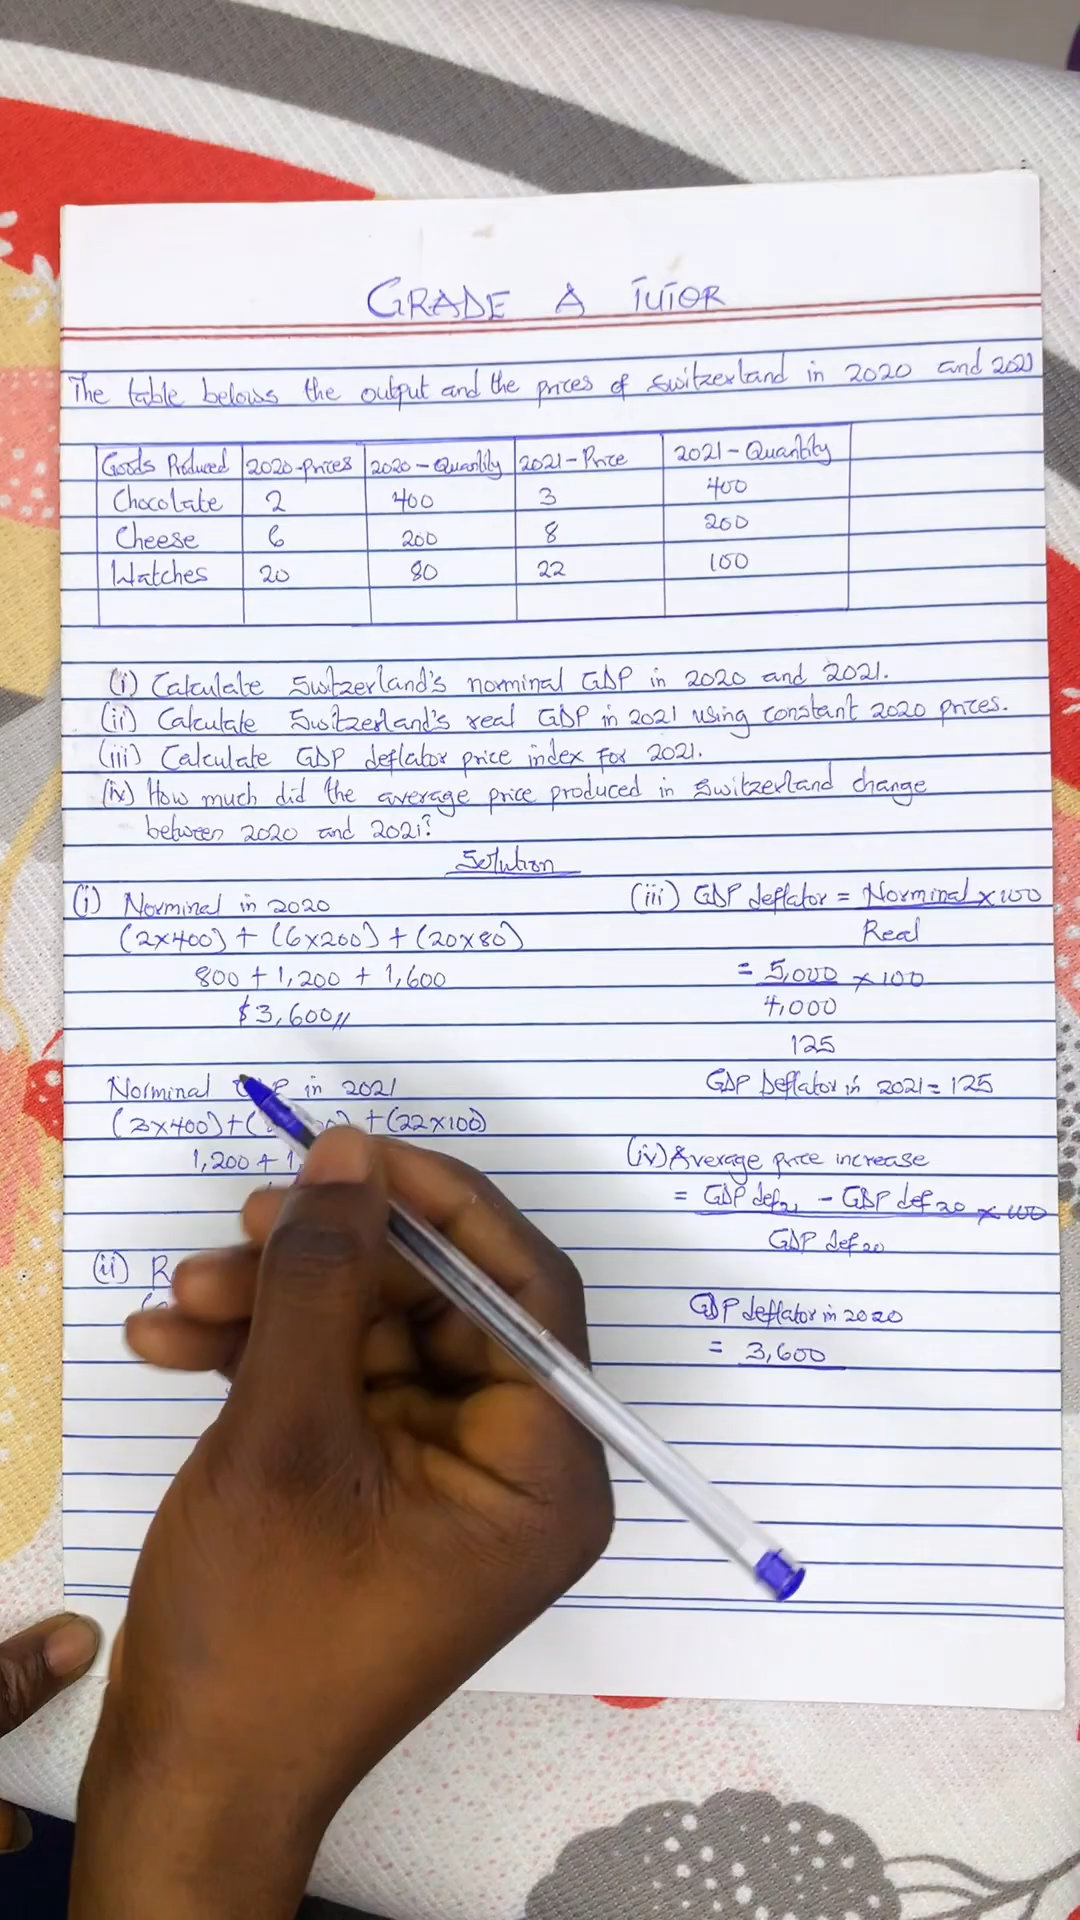 GRADE A TUTOR
The table belows the output and the prices of Switzerland in 2020 and 2021
Goods Produced 2020-Prices 2020-Quantity 2021-Price 2021-Quantity
Chocolate 2 400 3 400
Cheese 6 200 8 200
Watches 20 80 22 100
(i) Calculate Switzerland's nominal GDP in 2020 and 2021.
(ii) Calculate Switzerland's real GDP in 2021 using constant 2020 prices.
(iii) Calculate GDP deflator price index for 2021.
(iv) How much did the average price produced in Switzerland change
between 2020 and 2021?
Solution
(i) Norminal in 2020
(2x400) + (6x200) + (20x80)
800 + 1,200 + 1,600
$3,600//
Norminal in 2021
(3x400)+( +(22x100)
1,200 + 1,
(ii) R
(iii) GDP deflator = Norminal x100
Real
= 5,000 x100
4,000
125
GDP Deflator in 2021 = 125
(iv) Average price increase
= GDP def21 - GDP def20 x 100
GDP def20
GDP deflator in 2020
= 3,600